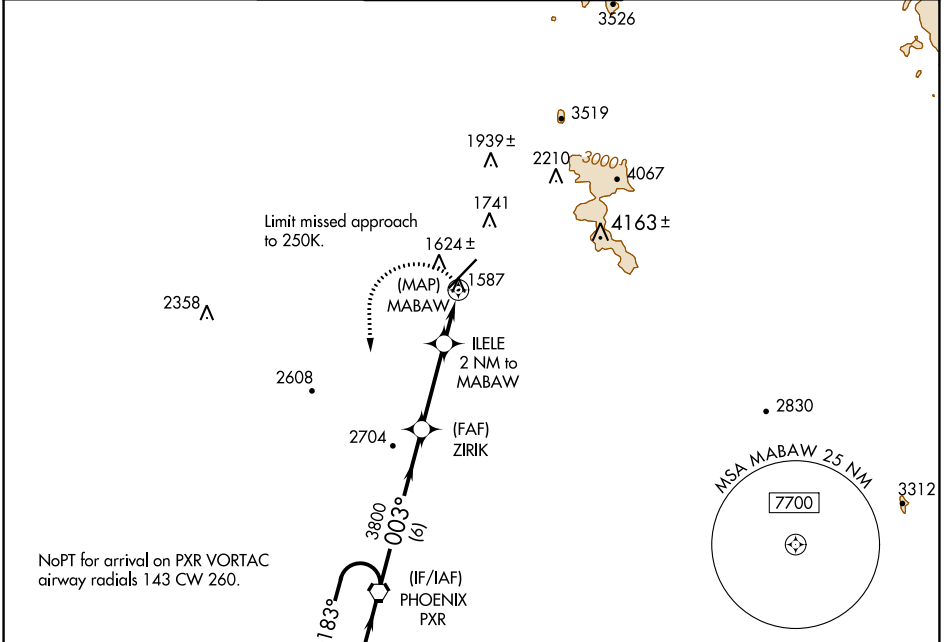 3526
3519
1939 ±
2210
3000
4067
1741
4163 ±
Limit missed approach
to 250K.
1624 ±
(MAP)
MABAW
1587
2358
ILELE
2 NM to
MABAW
2608
2830
2704
(FAF)
ZIRIK
MSA MABAW 25 NM
7700
3312
3800
003°
(6)
NoPT for arrival on PXR VORTAC
airway radials 143 CW 260.
(IF/IAF)
PHOENIX
PXR
183°